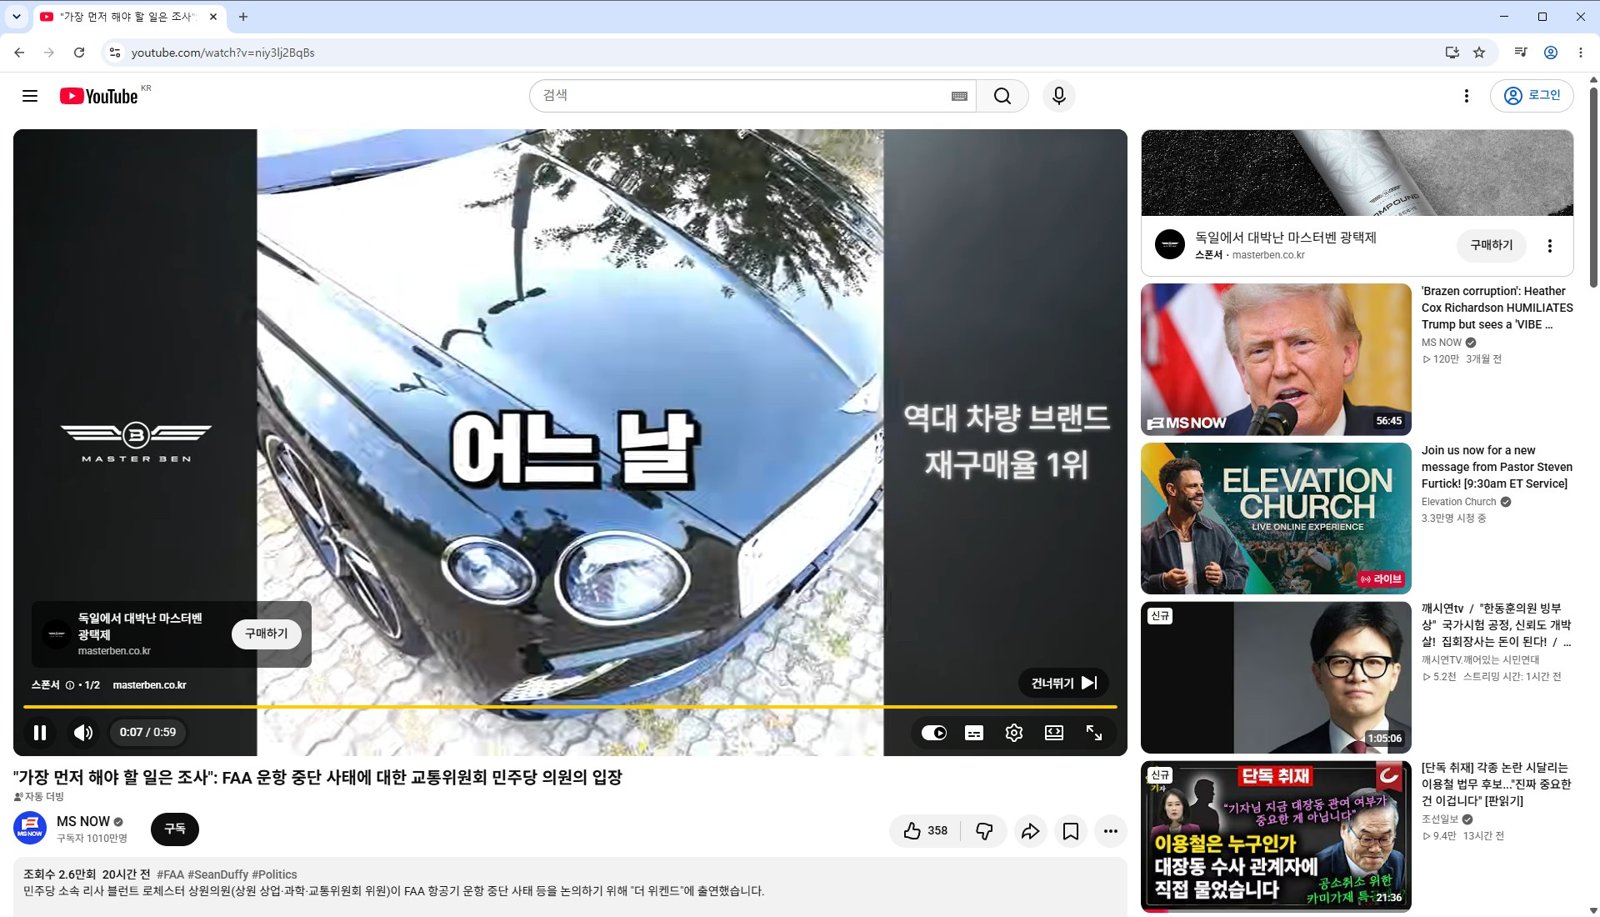 "가장 먼저 해야 할 일은 조사":
youtube.com/watch?v=niy3lj2BqBs
YouTube KR
검색
로그인
어느 날
역대 차량 브랜드
재구매율 1위
B
MASTER BEN
독일에서 대박난 마스터벤
광택제
masterben.co.kr
구매하기
스폰서 • 1/2 masterben.co.kr
건너뛰기
0:07 / 0:59
"가장 먼저 해야 할 일은 조사": FAA 운항 중단 사태에 대한 교통위원회 민주당 의원의 입장
자동 더빙
MS NOW
MS NOW
구독자 1010만명
구독
358
조회수 2.6만회 20시간 전 #FAA #SeanDuffy #Politics
민주당 소속 리사 블런트 로체스터 상원의원(상원 상업·과학·교통위원회 위원)이 FAA 항공기 운항 중단 사태 등을 논의하기 위해 "더 위켄드"에 출연했습니다.
독일에서 대박난 마스터벤 광택제
스폰서 · masterben.co.kr
구매하기
MS NOW
56:45
'Brazen corruption': Heather
Cox Richardson HUMILIATES
Trump but sees a 'VIBE ...
MS NOW
120만 3개월 전
ELEVATION
CHURCH
LIVE ONLINE EXPERIENCE
라이브
Join us now for a new
message from Pastor Steven
Furtick! [9:30am ET Service]
Elevation Church
3.3만명 시청 중
신규
1:05:06
깨시연tv / "한동훈의원 빙부
상" 국가시험 공정, 신뢰도 개박
살! 집회장사는 돈이 된다! / ...
깨시연TV.깨어있는 시민연대
5.2천 스트리밍 시간: 1시간 전
신규
단독 취재
"기자님 지금 대장동 관여 여부가
중요한 게 아닙니다"
이용철은 누구인가
대장동 수사 관계자에
직접 물었습니다
공소취소 위한
카미가제 특
21:36
[단독 취재] 각종 논란 시달리는
이용철 법무 후보..."진짜 중요한
건 이겁니다" [판읽기]
조선일보
9.4만 13시간 전